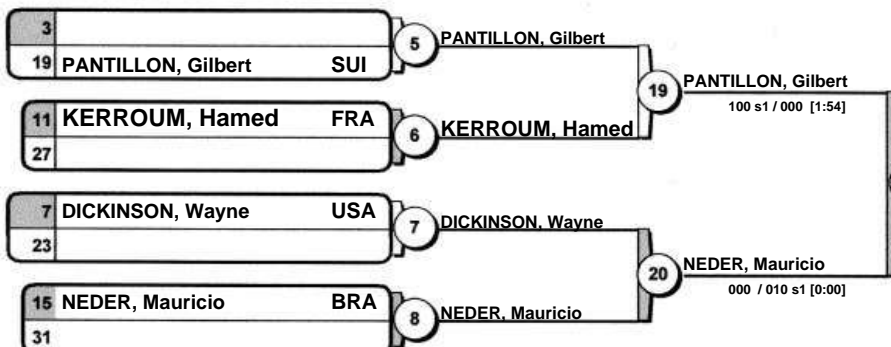 3
19 PANTILLON, Gilbert SUI
5 PANTILLON, Gilbert
11 KERROUM, Hamed FRA
27
6 KERROUM, Hamed
19 PANTILLON, Gilbert
100 s1 / 000 [1:54]
7 DICKINSON, Wayne USA
23
7 DICKINSON, Wayne
15 NEDER, Mauricio BRA
31
8 NEDER, Mauricio
20 NEDER, Mauricio
000 / 010 s1 [0:00]